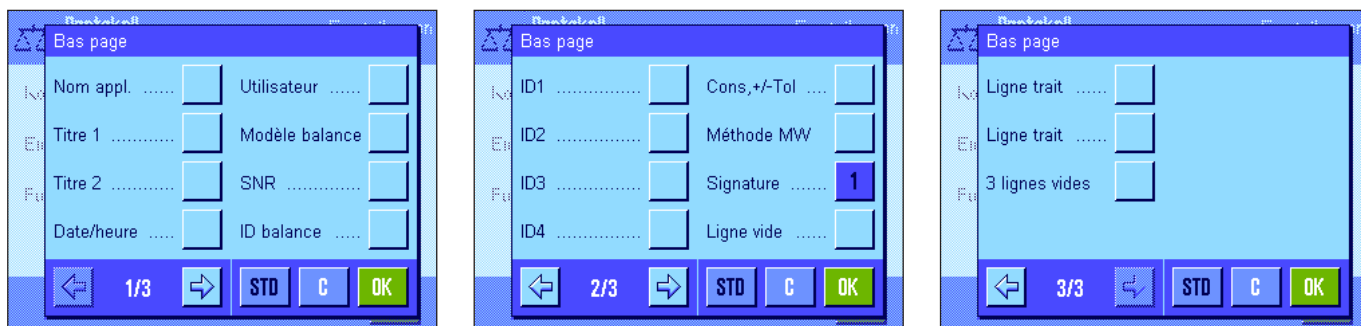 Bas page
Nom appl. ...... Utilisateur ......
Titre 1 ............ Modèle balance
Titre 2 ............ SNR ...............
Date/heure ..... ID balance .....
1/3 STD C OK
Bas page
ID1 ................ Cons,+/-Tol ....
ID2 ................ Méthode MW
ID3 ................ Signature ....... 1
ID4 ................ Ligne vide ......
2/3 STD C OK
Bas page
Ligne trait ......
Ligne trait ......
3 lignes vides
3/3 STD C OK